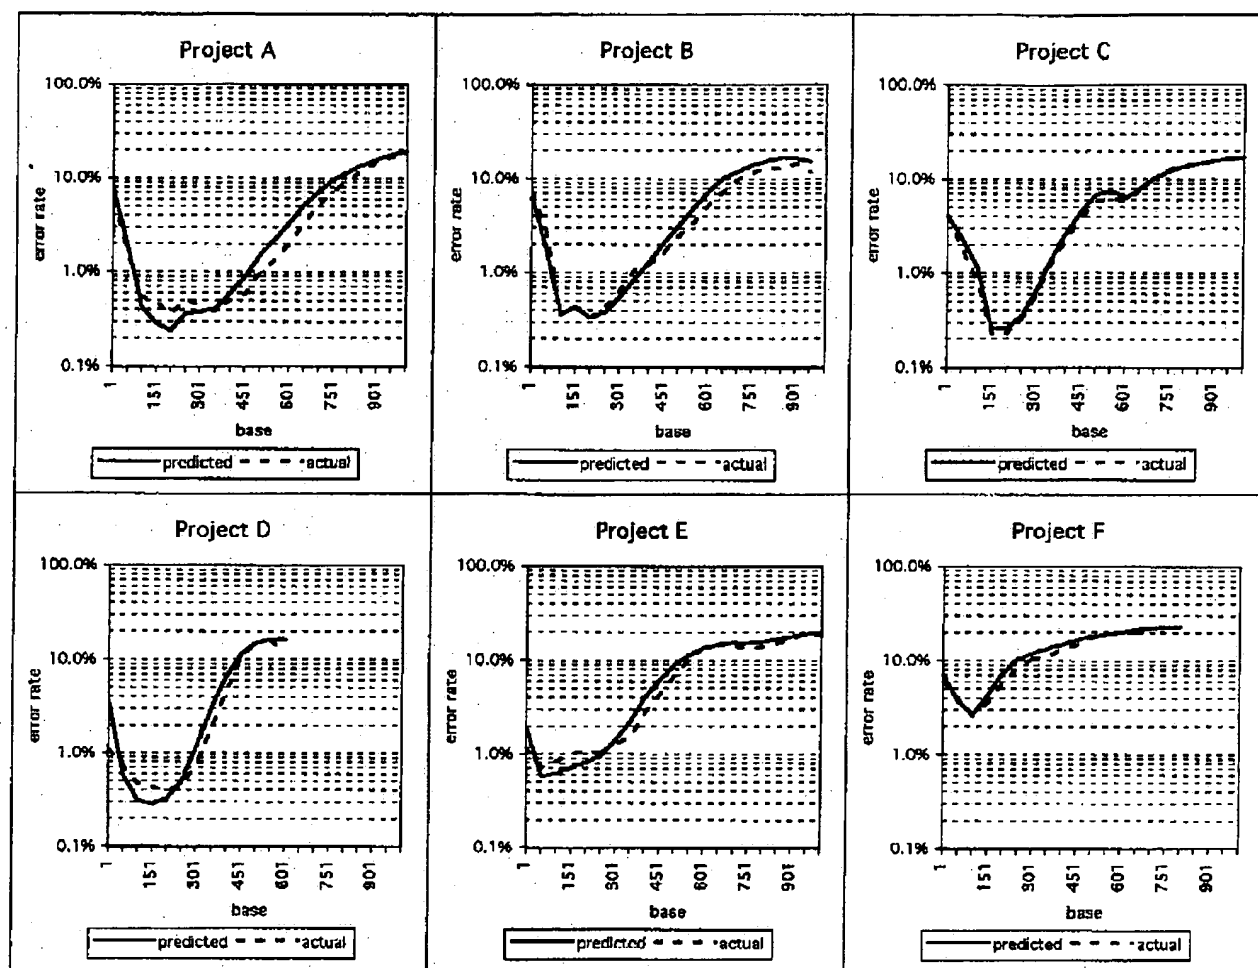 Project A
100.0%
10.0%
1.0%
0.1%
error rate
1 151 301 451 601 751 901
base
predicted actual
Project B
100.0%
10.0%
1.0%
0.1%
error rate
1 151 301 451 601 751 901
base
predicted actual
Project C
100.0%
10.0%
1.0%
0.1%
error rate
1 151 301 451 601 751 901
base
predicted actual
Project D
100.0%
10.0%
1.0%
0.1%
error rate
1 151 301 451 601 751 901
base
predicted actual
Project E
100.0%
10.0%
1.0%
0.1%
error rate
1 151 301 451 601 751 901
base
predicted actual
Project F
100.0%
10.0%
1.0%
0.1%
error rate
1 151 301 451 601 751 901
base
predicted actual